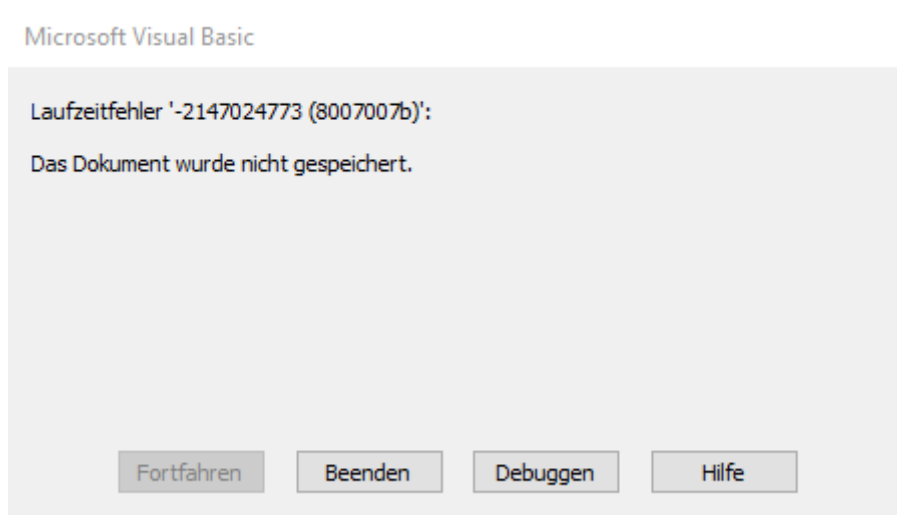 Microsoft Visual Basic
Laufzeitfehler '-2147024773 (8007007b)':
Das Dokument wurde nicht gespeichert.
Fortfahren Beenden Debuggen Hilfe